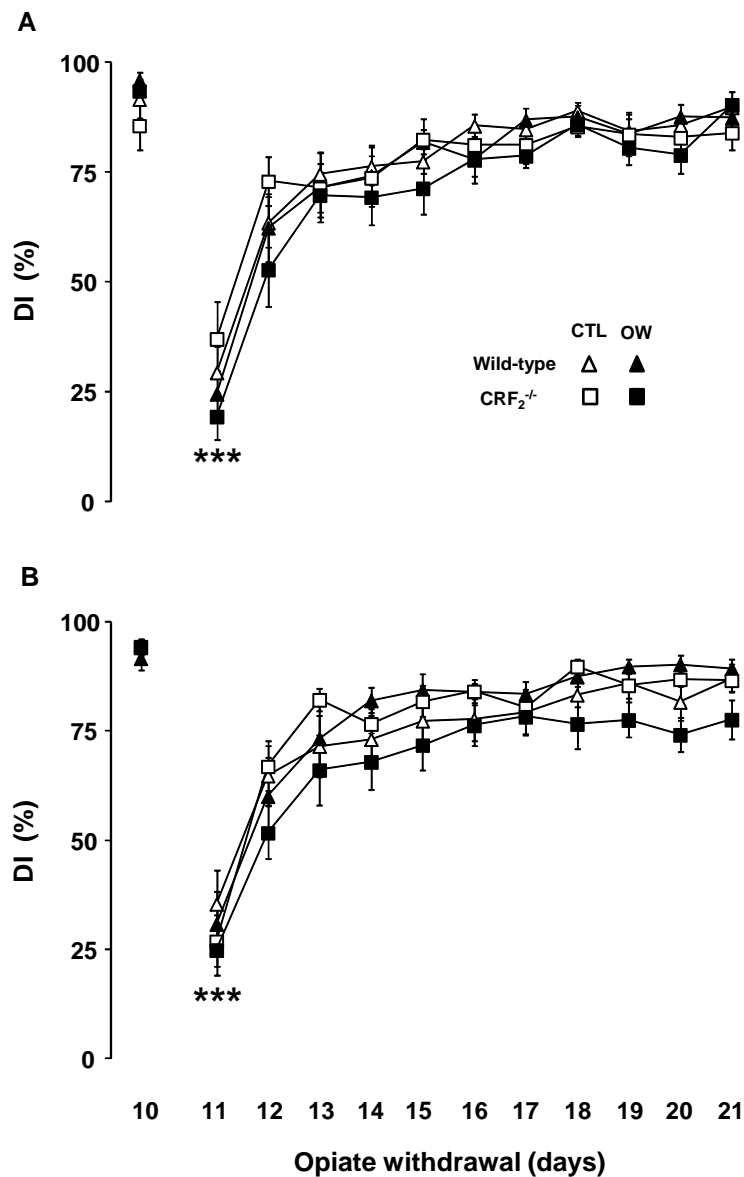 A
100
75
50
25
0
DI (%)
CTL OW
Wild-type
CRF₂⁻/⁻
***
B
100
75
50
25
0
DI (%)
***
10 11 12 13 14 15 16 17 18 19 20 21
Opiate withdrawal (days)